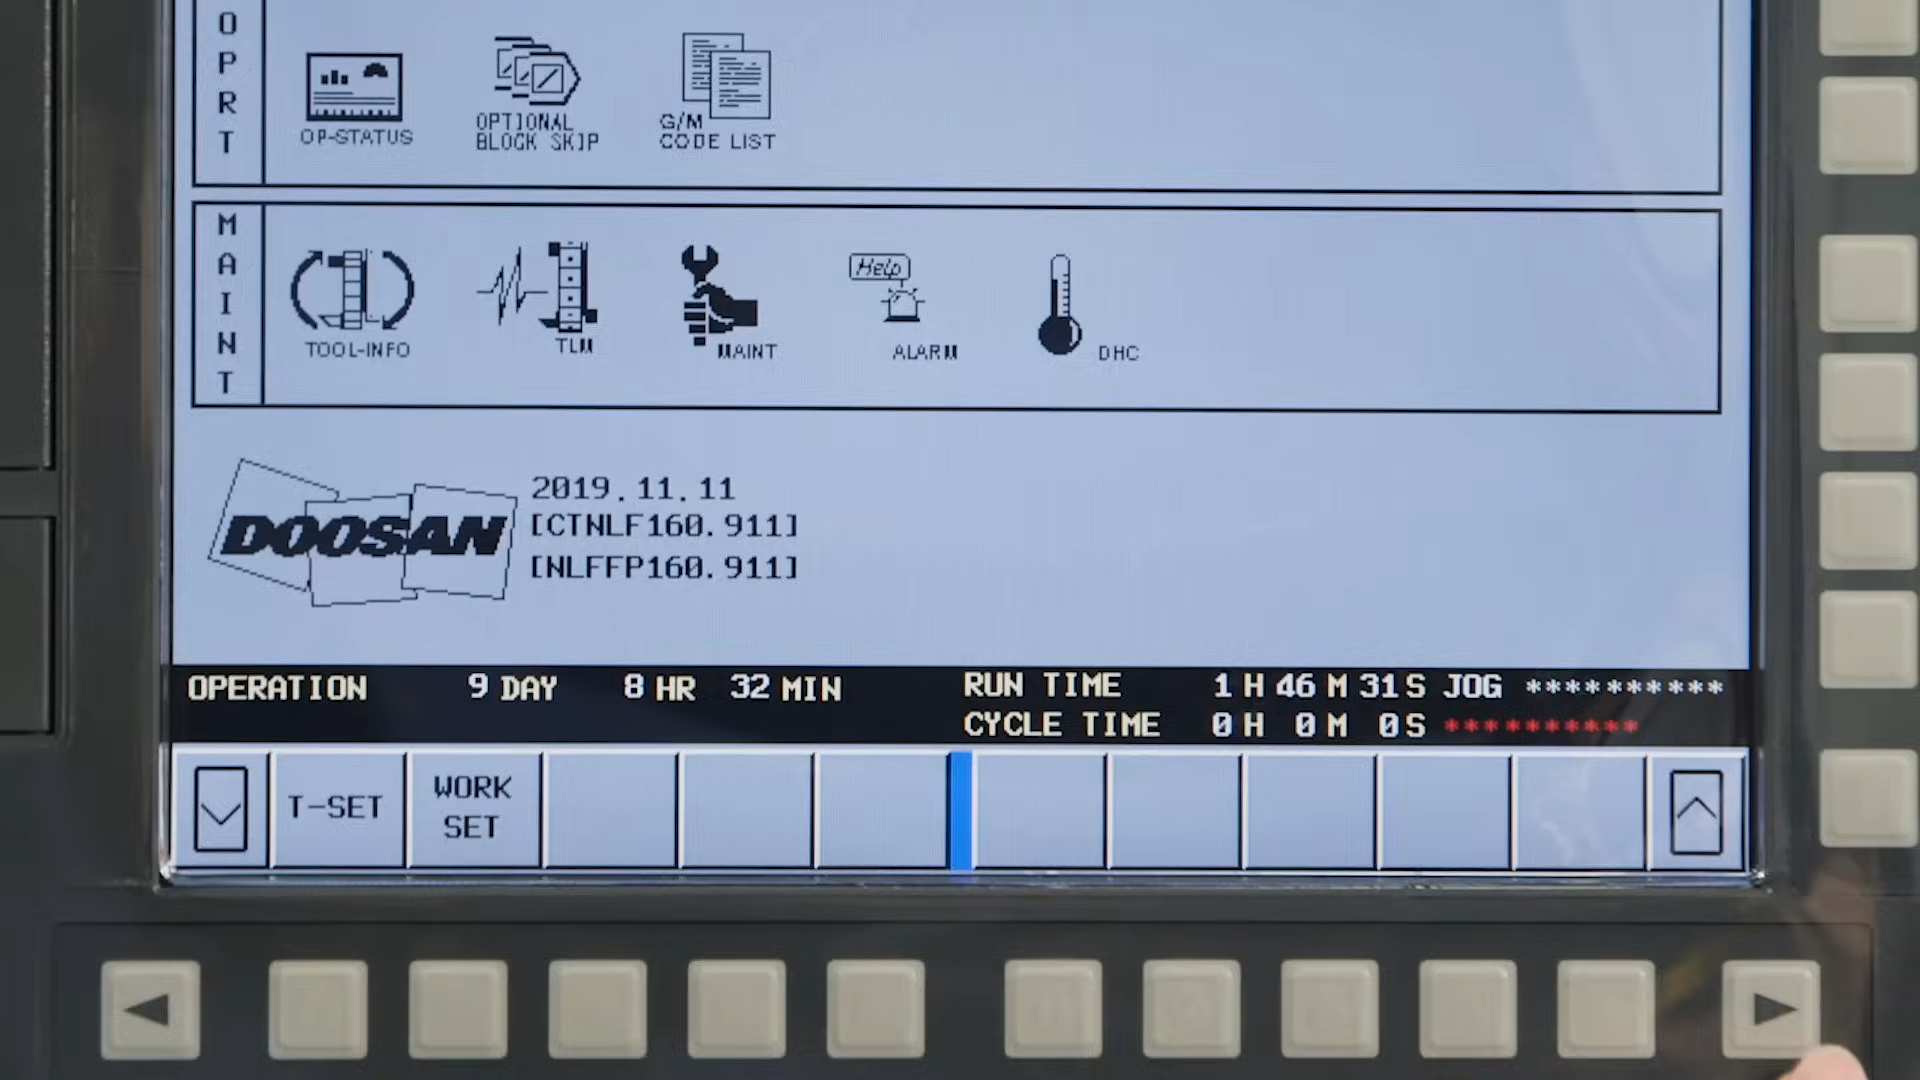 OPRT
OP-STATUS
OPTIONAL
BLOCK SKIP
G/M
CODE LIST
MAINT
TOOL-INFO
TLM
MAINT
Help
ALARM
DHC
DOOSAN
2019.11.11
[CTNLF160.911]
[NLFFP160.911]
OPERATION 9 DAY 8 HR 32 MIN RUN TIME 1 H 46 M 31 S JOG **********
CYCLE TIME 0 H 0 M 0 S **********
T-SET
WORK
SET